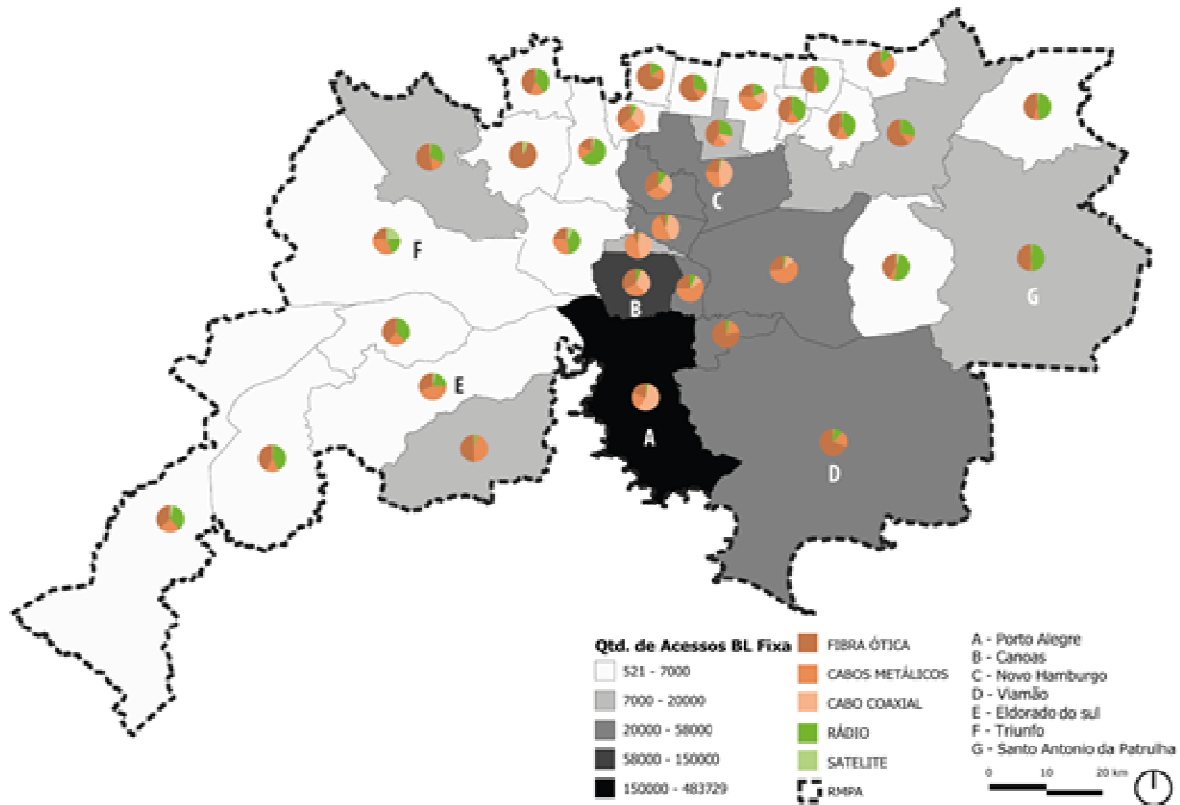 F
C
B
G
E
A
D
Qtd. de Acessos BL Fixa
521 - 7000
7000 - 20000
20000 - 58000
58000 - 150000
150000 - 483729
FIBRA ÓTICA
CABOS METÁLICOS
CABO COAXIAL
RÁDIO
SATELITE
RMPA
A - Porto Alegre
B - Canoas
C - Novo Hamburgo
D - Viamão
E - Eldorado do sul
F - Triunfo
G - Santo Antonio da Patrulha
0 10 20 km